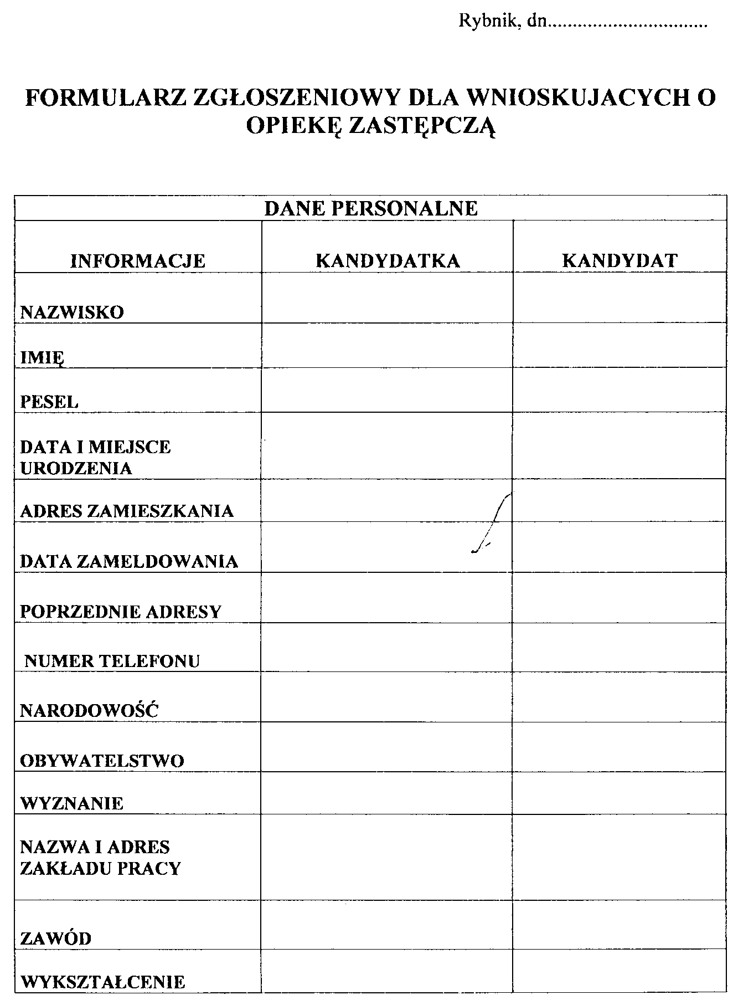 Rybnik, dn................................
FORMULARZ ZGŁOSZENIOWY DLA WNIOSKUJACYCH O
OPIEKĘ ZASTĘPCZĄ
DANE PERSONALNE
INFORMACJE KANDYDATKA KANDYDAT
NAZWISKO
IMIĘ
PESEL
DATA I MIEJSCE
URODZENIA
ADRES ZAMIESZKANIA
DATA ZAMELDOWANIA
POPRZEDNIE ADRESY
NUMER TELEFONU
NARODOWOŚĆ
OBYWATELSTWO
WYZNANIE
NAZWA I ADRES
ZAKŁADU PRACY
ZAWÓD
WYKSZTAŁCENIE